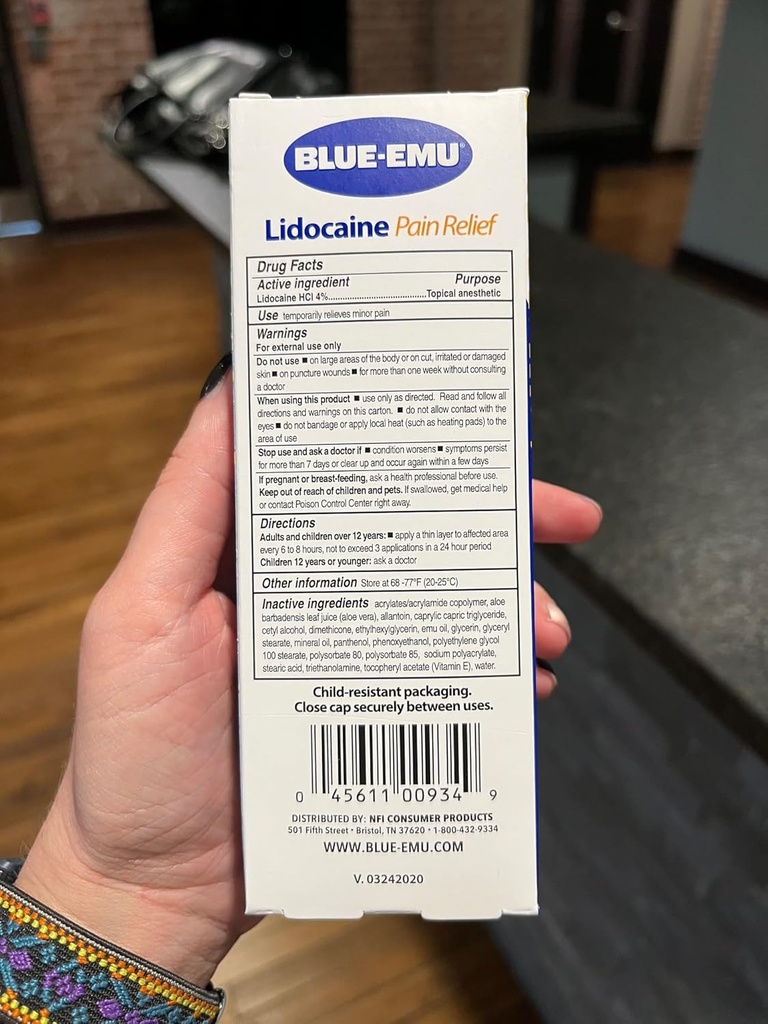 BLUE-EMU®
Lidocaine Pain Relief
Drug Facts
Active ingredient Purpose
Lidocaine HCl 4%..............................Topical anesthetic
Use temporarily relieves minor pain
Warnings
For external use only
Do not use ■ on large areas of the body or on cut, irritated or damaged
skin ■ on puncture wounds ■ for more than one week without consulting
a doctor
When using this product ■ use only as directed. Read and follow all
directions and warnings on this carton. ■ do not allow contact with the
eyes ■ do not bandage or apply local heat (such as heating pads) to the
area of use
Stop use and ask a doctor if ■ condition worsens ■ symptoms persist
for more than 7 days or clear up and occur again within a few days
If pregnant or breast-feeding, ask a health professional before use.
Keep out of reach of children and pets. If swallowed, get medical help
or contact Poison Control Center right away.
Directions
Adults and children over 12 years: ■ apply a thin layer to affected area
every 6 to 8 hours, not to exceed 3 applications in a 24 hour period
Children 12 years or younger: ask a doctor
Other information Store at 68 -77°F (20-25°C)
Inactive ingredients acrylates/acrylamide copolymer, aloe
barbadensis leaf juice (aloe vera), allantoin, caprylic capric triglyceride,
cetyl alcohol, dimethicone, ethylhexylglycerin, emu oil, glycerin, glyceryl
stearate, mineral oil, panthenol, phenoxyethanol, polyethylene glycol
100 stearate, polysorbate 80, polysorbate 85, sodium polyacrylate,
stearic acid, triethanolamine, tocopheryl acetate (Vitamin E), water.
Child-resistant packaging.
Close cap securely between uses.
0 45611 00934 9
DISTRIBUTED BY: NFI CONSUMER PRODUCTS
501 Fifth Street • Bristol, TN 37620 • 1-800-432-9334
WWW.BLUE-EMU.COM
V. 03242020